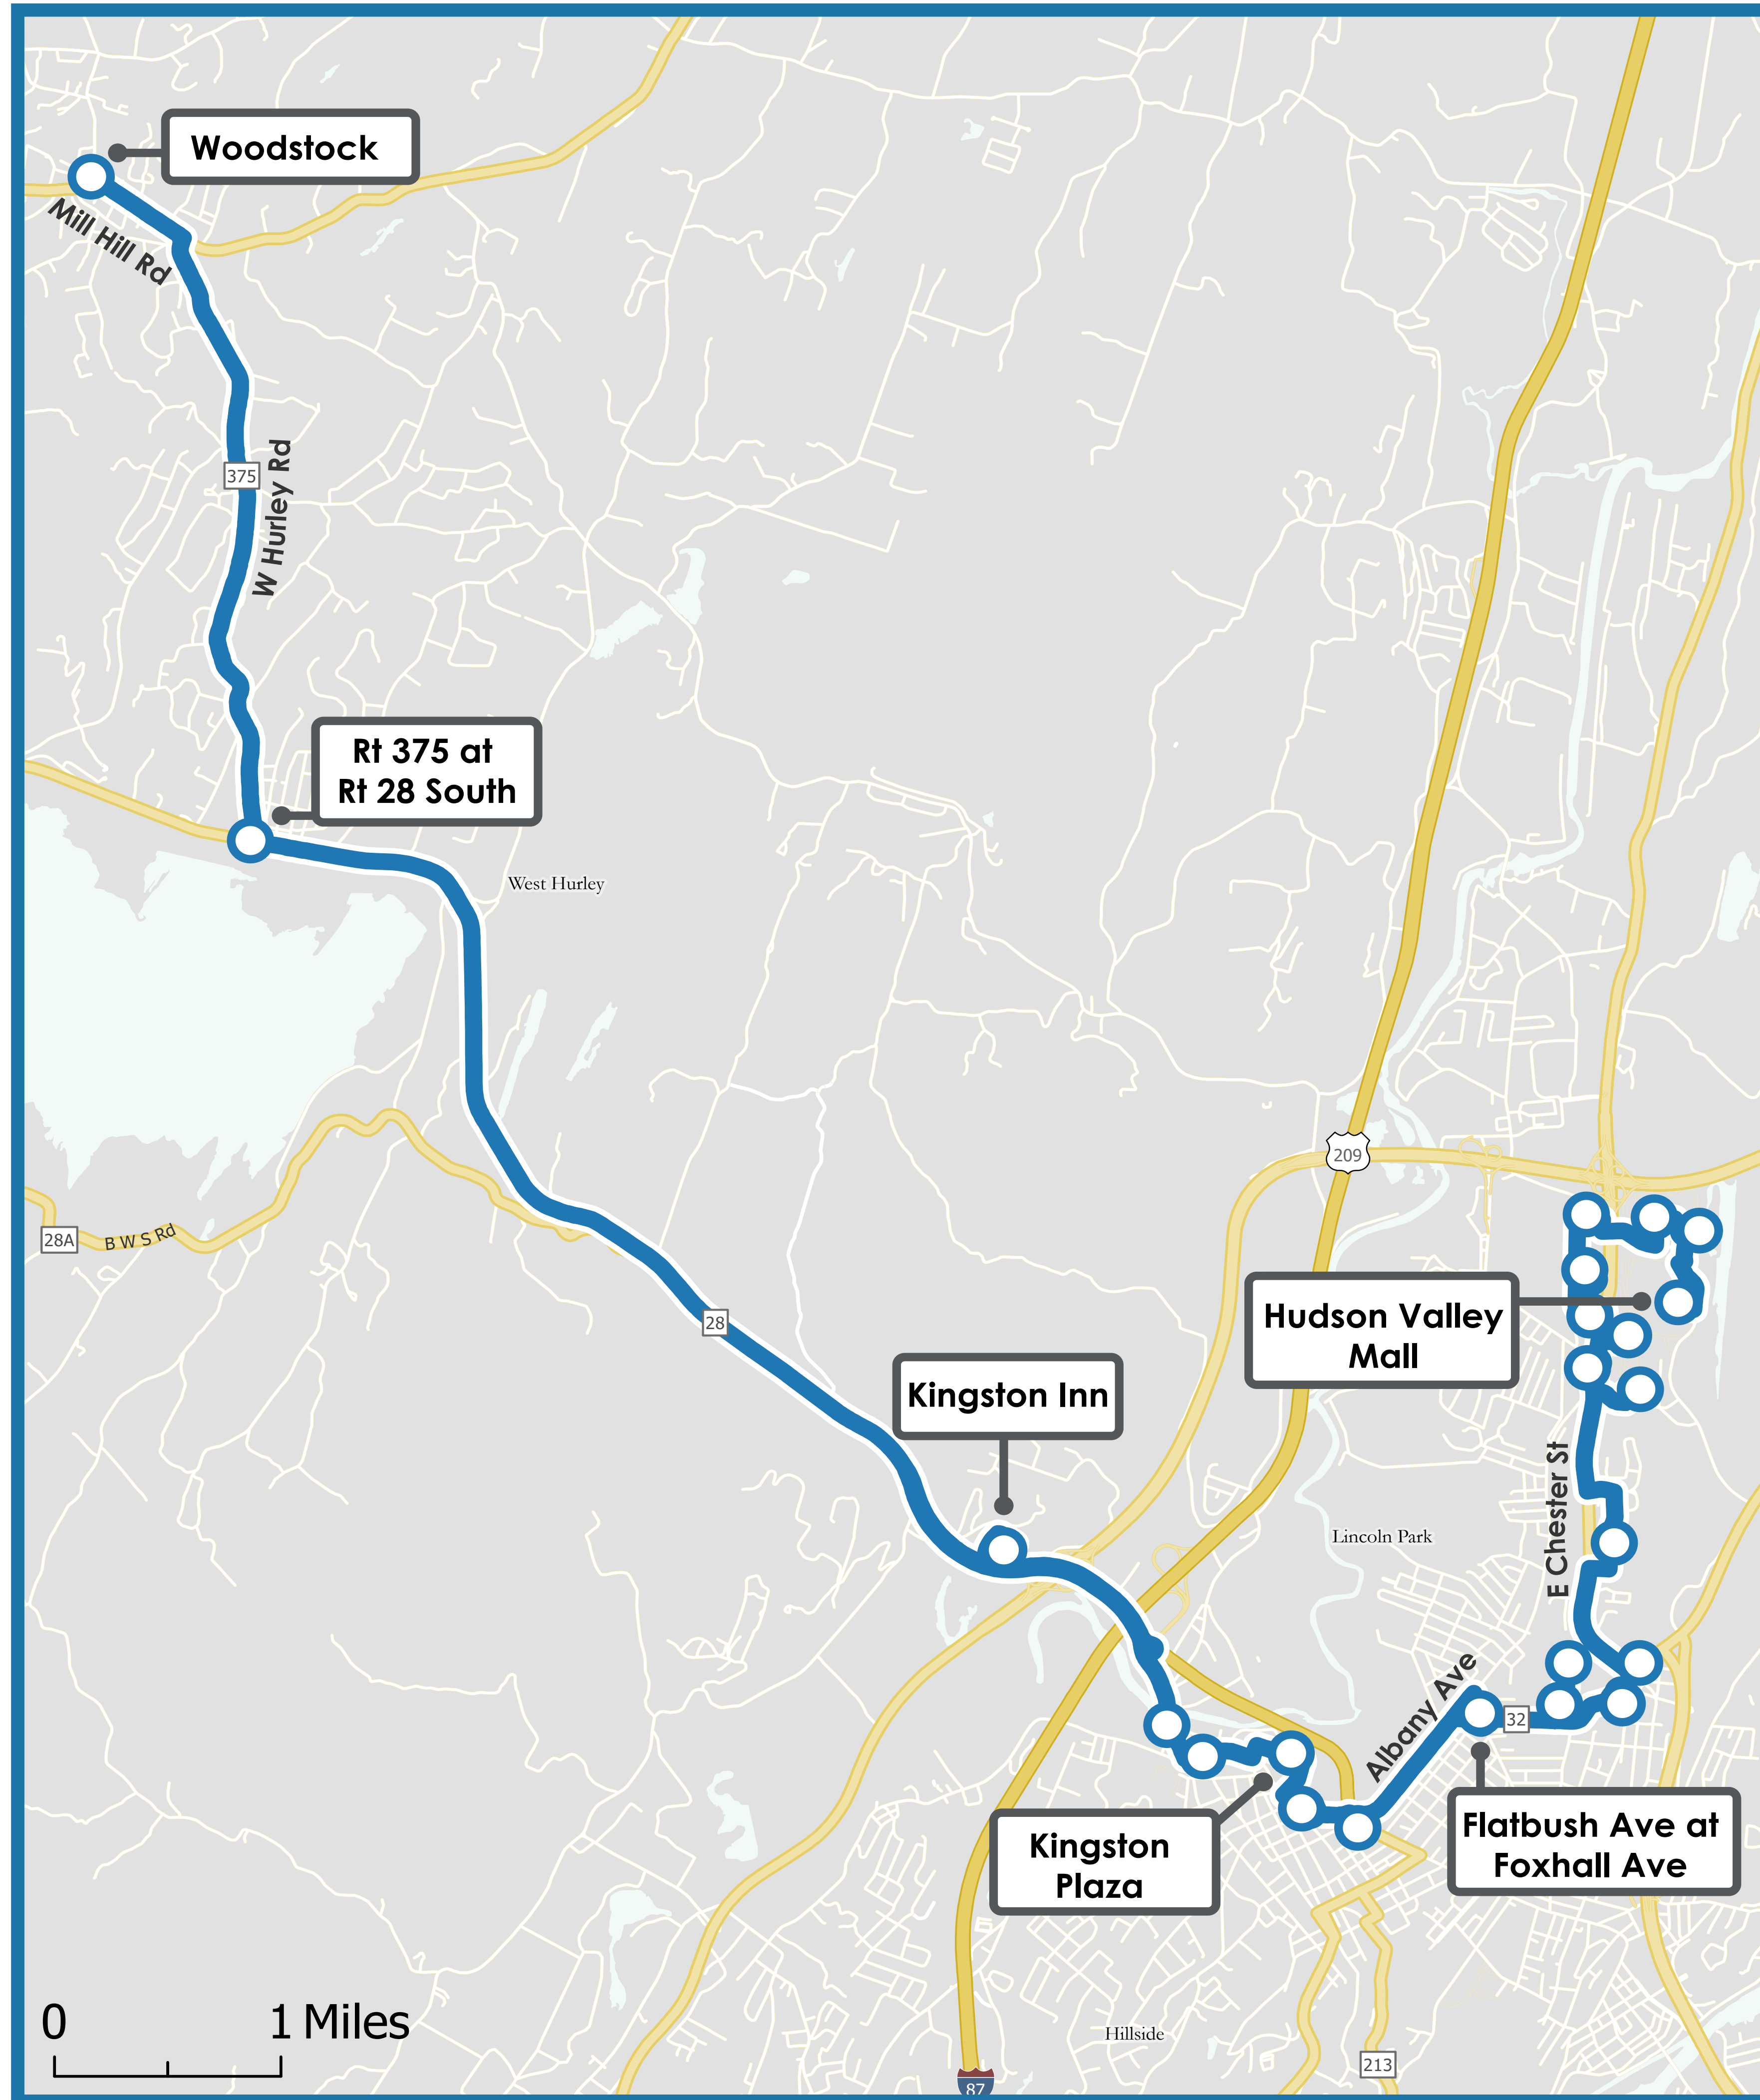 Woodstock
Mill Hill Rd
375
W Hurley Rd
Rt 375 at
Rt 28 South
West Hurley
209
28A
B W S Rd
28
Hudson Valley
Mall
Kingston Inn
E Chester St
Lincoln Park
Albany Ave
32
Kingston
Plaza
Flatbush Ave at
Foxhall Ave
0 1 Miles
Hillside
213
87